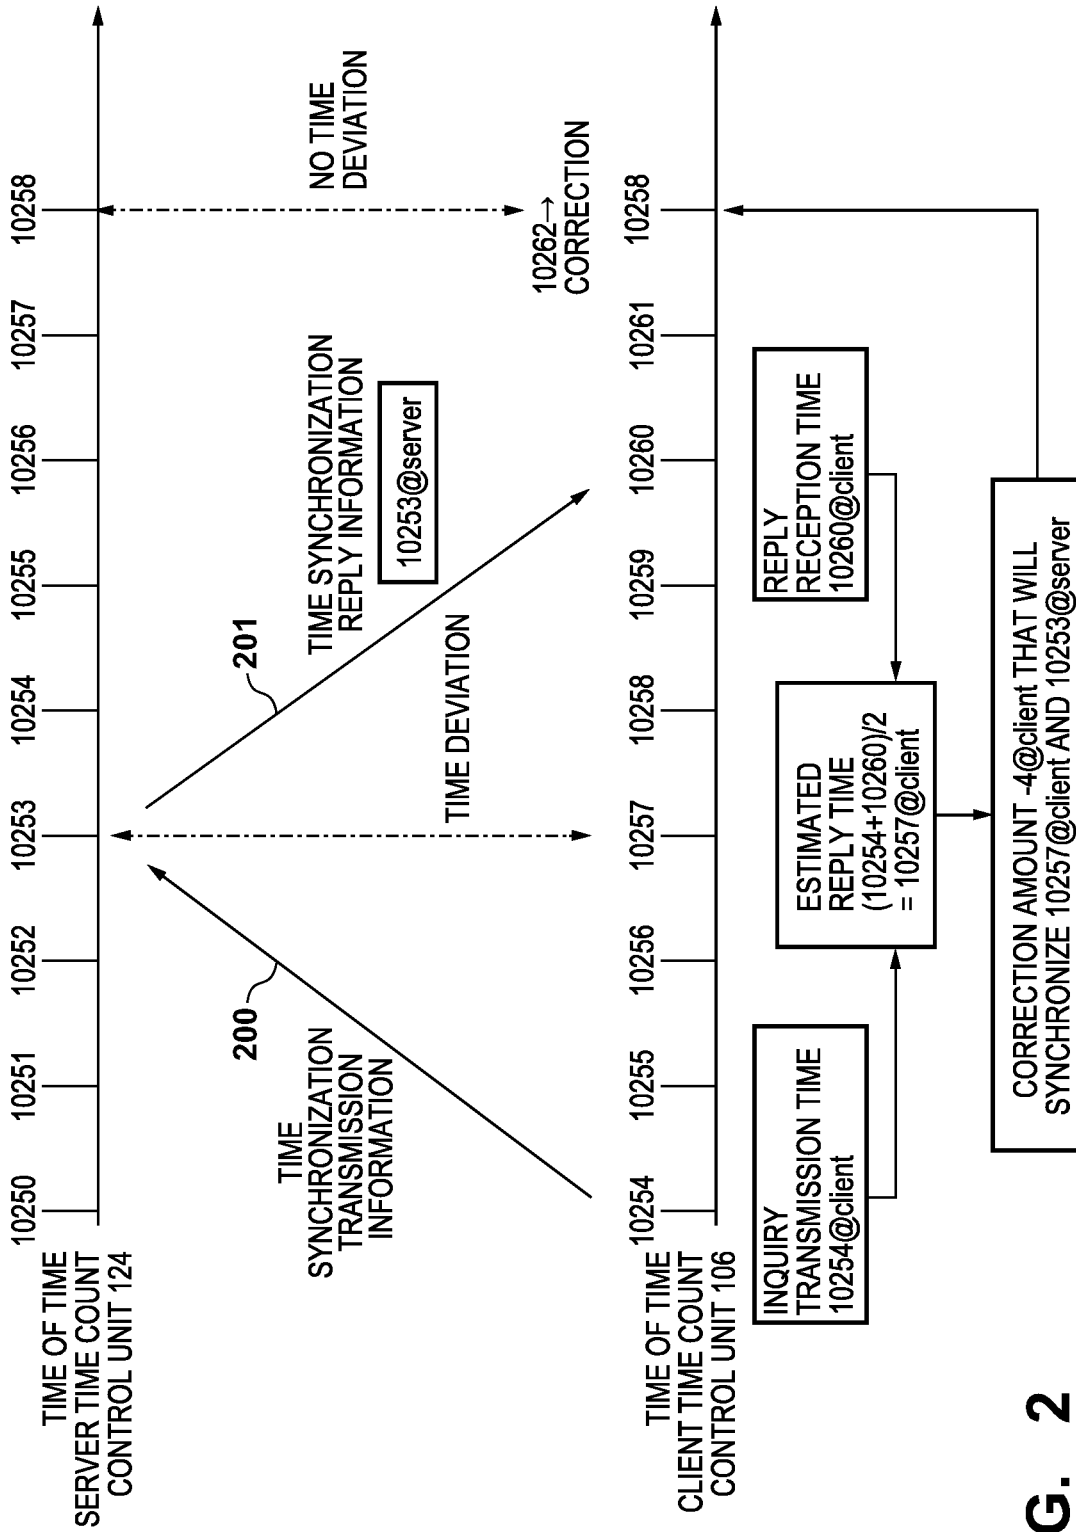 TIME OF TIME
SERVER TIME COUNT
CONTROL UNIT 124
10250
10251
10252
10253
10254
10255
10256
10257
10258
TIME
SYNCHRONIZATION
TRANSMISSION
INFORMATION
200
201
TIME SYNCHRONIZATION
REPLY INFORMATION
10253@server
TIME DEVIATION
NO TIME
DEVIATION
10262→
CORRECTION
TIME OF TIME
CLIENT TIME COUNT
CONTROL UNIT 106
10254
10255
10256
10257
10258
10259
10260
10261
10258
INQUIRY
TRANSMISSION TIME
10254@client
ESTIMATED
REPLY TIME
(10254+10260)/2
= 10257@client
REPLY
RECEPTION TIME
10260@client
CORRECTION AMOUNT -4@client THAT WILL
SYNCHRONIZE 10257@client AND 10253@server
G. 2